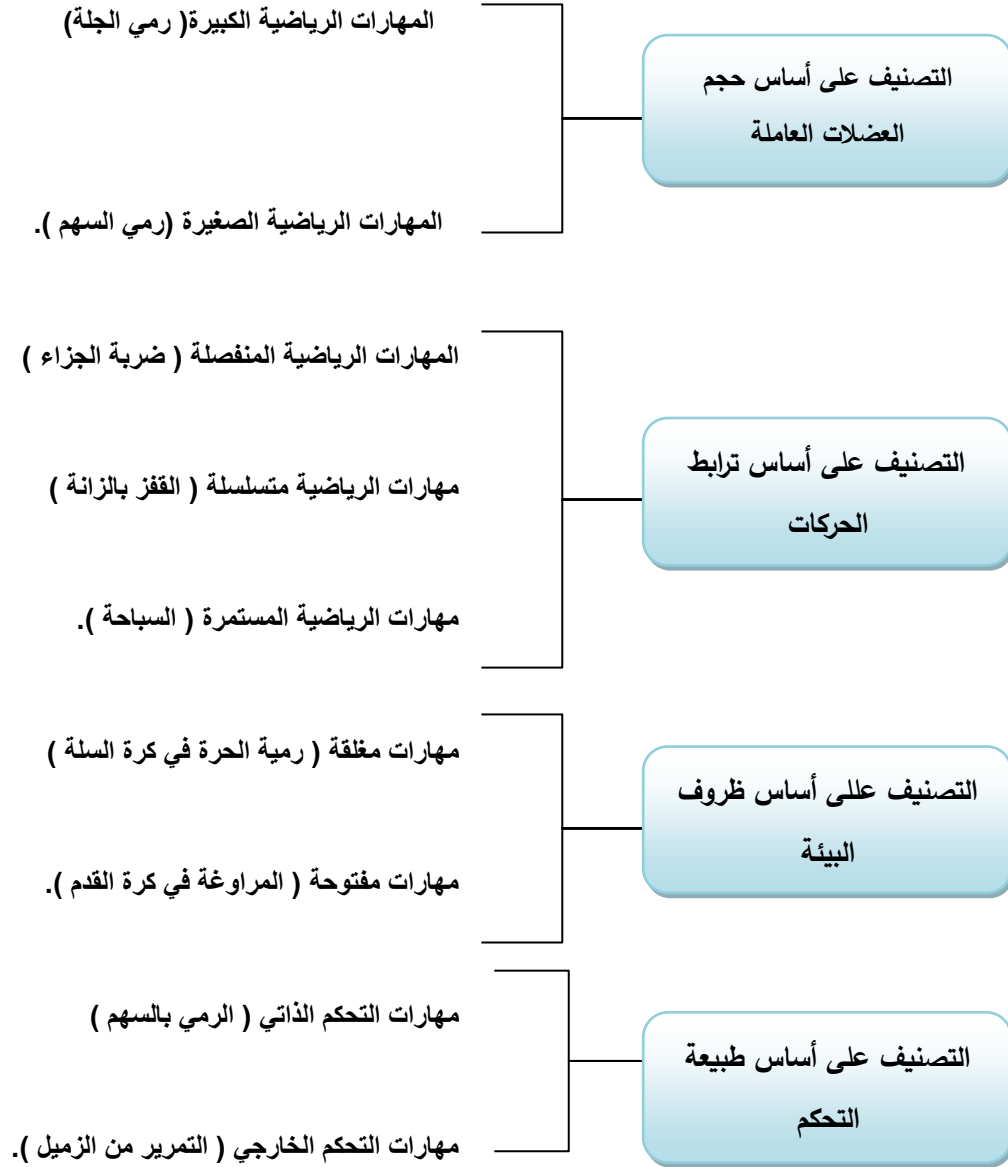 التصنيف على أساس حجم
العضلات العاملة
المهارات الرياضية الكبيرة( رمي الجلة)
المهارات الرياضية الصغيرة (رمي السهم ).
التصنيف على أساس ترابط
الحركات
المهارات الرياضية المنفصلة ( ضربة الجزاء )
مهارات الرياضية متسلسلة ( القفز بالزانة )
مهارات الرياضية المستمرة ( السباحة ).
التصنيف عللى أساس ظروف
البيئة
مهارات مغلقة ( رمية الحرة في كرة السلة )
مهارات مفتوحة ( المراوغة في كرة القدم ).
التصنيف على أساس طبيعة
التحكم
مهارات التحكم الذاتي ( الرمي بالسهم )
مهارات التحكم الخارجي ( التمرير من الزميل ).